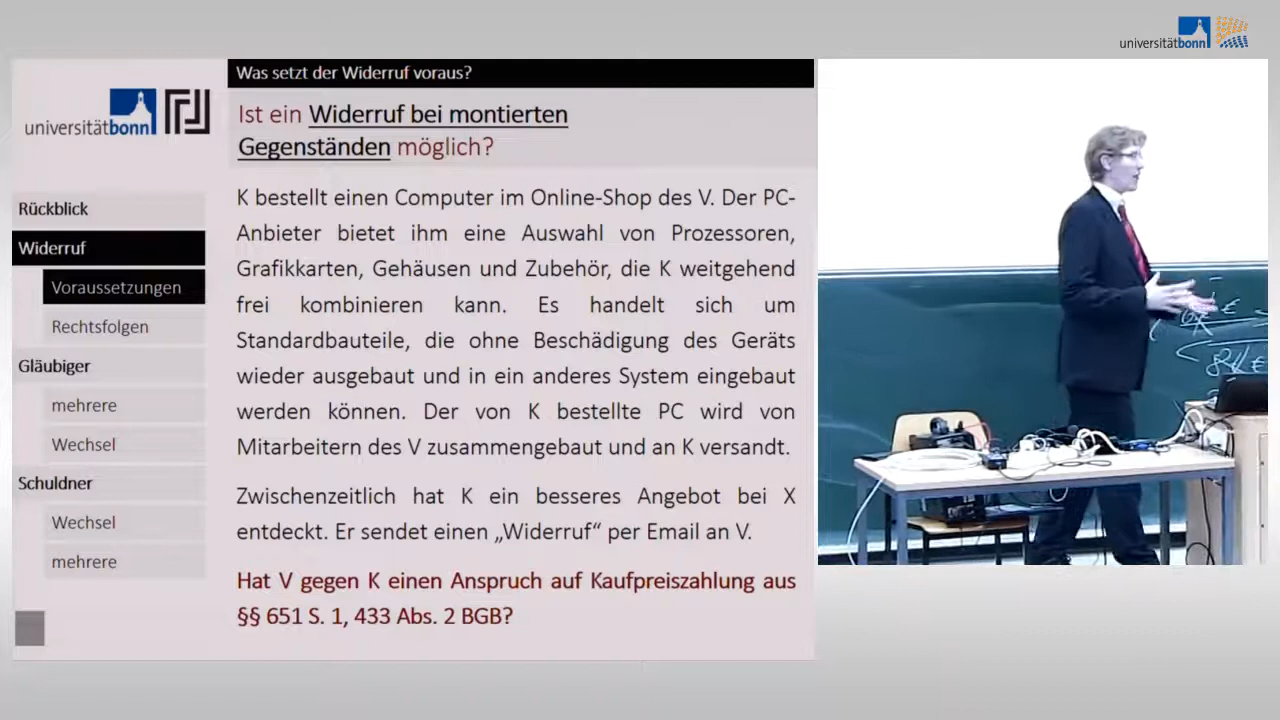 universitätbonn
Was setzt der Widerruf voraus?
universitätbonn
Ist ein Widerruf bei montierten
Gegenständen möglich?
Rückblick
Widerruf
Voraussetzungen
Rechtsfolgen
Gläubiger
mehrere
Wechsel
Schuldner
Wechsel
mehrere
K bestellt einen Computer im Online-Shop des V. Der PC-
Anbieter bietet ihm eine Auswahl von Prozessoren,
Grafikkarten, Gehäusen und Zubehör, die K weitgehend
frei kombinieren kann. Es handelt sich um
Standardbauteile, die ohne Beschädigung des Geräts
wieder ausgebaut und in ein anderes System eingebaut
werden können. Der von K bestellte PC wird von
Mitarbeitern des V zusammengebaut und an K versandt.
Zwischenzeitlich hat K ein besseres Angebot bei X
entdeckt. Er sendet einen „Widerruf“ per Email an V.
Hat V gegen K einen Anspruch auf Kaufpreiszahlung aus
§§ 651 S. 1, 433 Abs. 2 BGB?